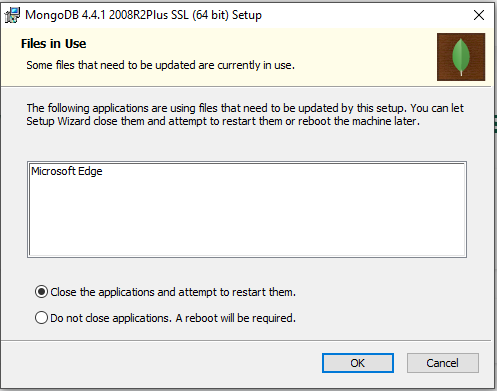 MongoDB 4.4.1 2008R2Plus SSL (64 bit) Setup
Files in Use
Some files that need to be updated are currently in use.
The following applications are using files that need to be updated by this setup. You can let
Setup Wizard close them and attempt to restart them or reboot the machine later.
Microsoft Edge
Close the applications and attempt to restart them.
Do not close applications. A reboot will be required.
OK Cancel